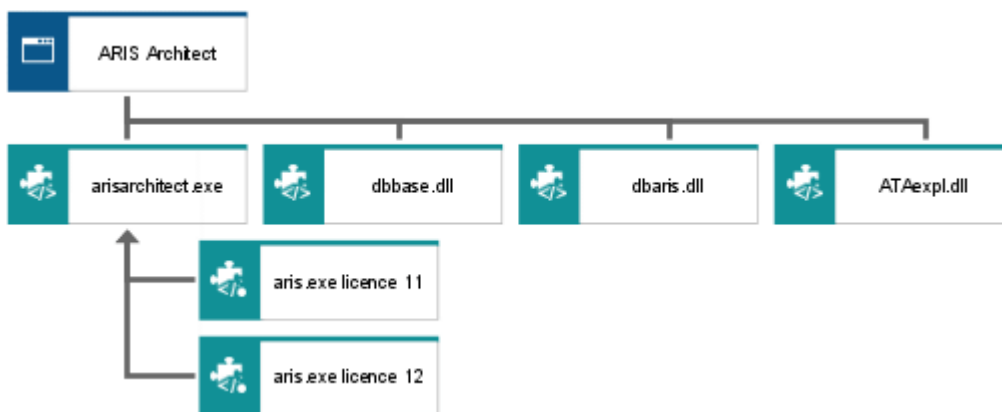 ARIS Architect
arisarchitect.exe
dbbase.dll
dbaris.dll
ATAexpl.dll
aris.exe licence 11
aris.exe licence 12